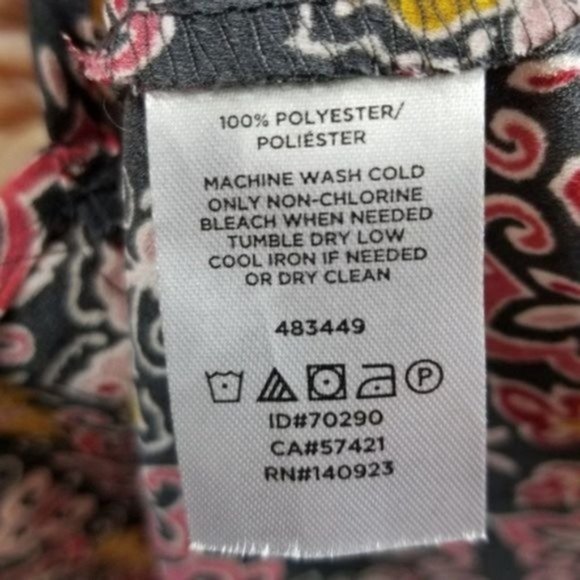 100% POLYESTER/
POLIÉSTER
MACHINE WASH COLD
ONLY NON-CHLORINE
BLEACH WHEN NEEDED
TUMBLE DRY LOW
COOL IRON IF NEEDED
OR DRY CLEAN
483449
P
ID#70290
CA#57421
RN#140923